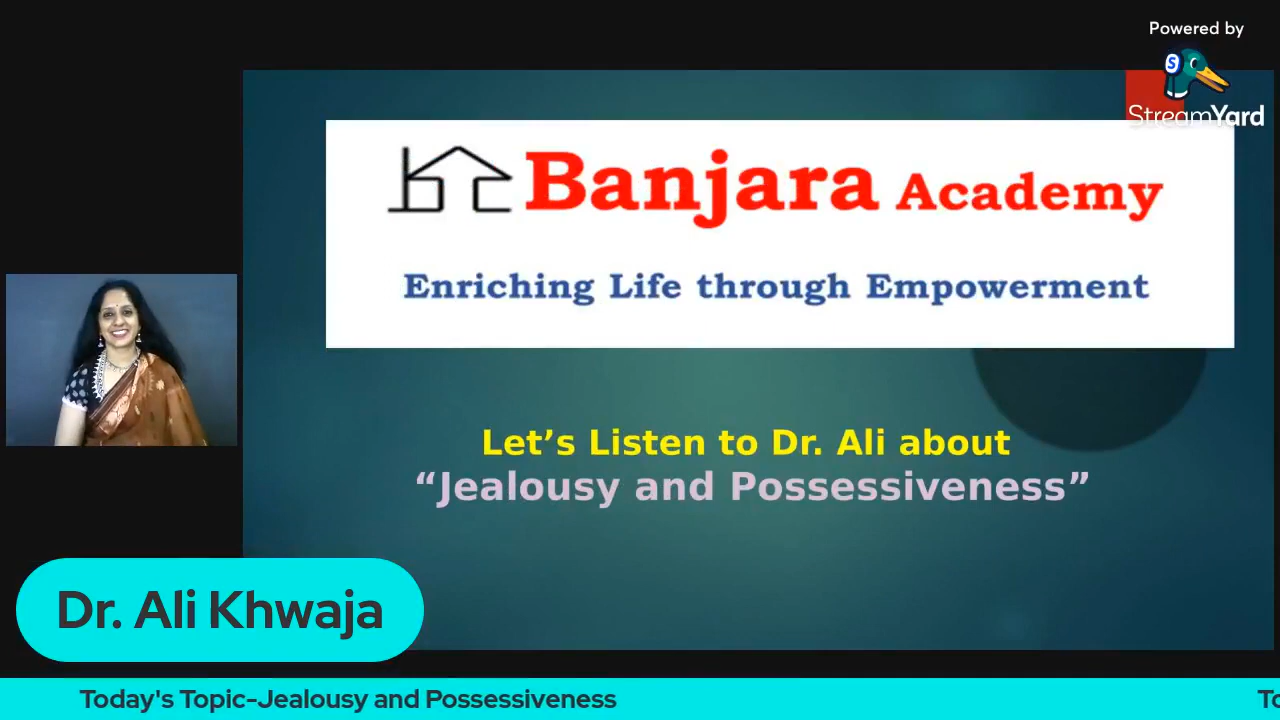 Powered by
StreamYard
Banjara Academy
Enriching Life through Empowerment
Let’s Listen to Dr. Ali about
“Jealousy and Possessiveness”
Dr. Ali Khwaja
Today's Topic-Jealousy and Possessiveness